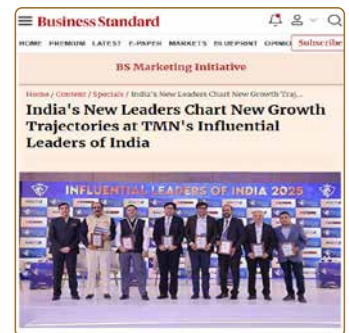 Business Standard
HOME PREMIUM LATEST E-PAPER MARKETS BLUEPRINT OPINIO Subscribe
BS Marketing Initiative
Home / Content / Specials / India's New Leaders Chart New Growth Traj...
India's New Leaders Chart New Growth
Trajectories at TMN's Influential
Leaders of India
INFLUENTIAL LEADERS OF INDIA 2025